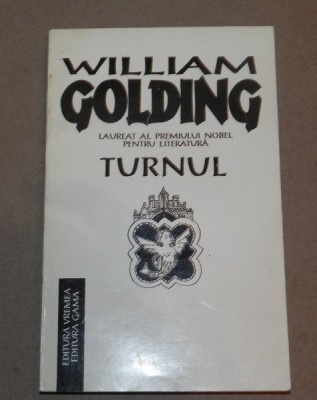 WILLIAM
GOLDING
LAUREAT AL PREMIULUI NOBEL
PENTRU LITERATURĂ
TURNUL
EDITURA VREMEA
EDITURA GAMA